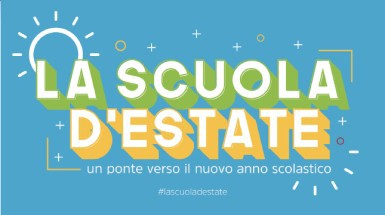 LA SCUOLA
D'ESTATE
un ponte verso il nuovo anno scolastico
#lascuoladestate